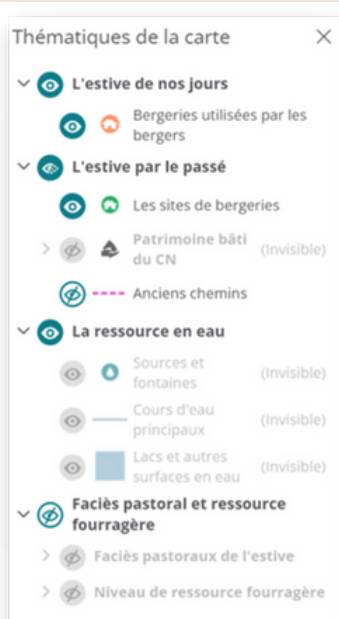 Thématiques de la carte
L'estive de nos jours
Bergeries utilisées par les
bergers
L'estive par le passé
Les sites de bergeries
Patrimoine bâti
du CN
(Invisible)
Anciens chemins
La ressource en eau
Sources et
fontaines
(Invisible)
Cours d'eau
principaux
(Invisible)
Lacs et autres
surfaces en eau
(Invisible)
Faciès pastoral et ressource
fourragère
Faciès pastoraux de l'estive
Niveau de ressource fourragère